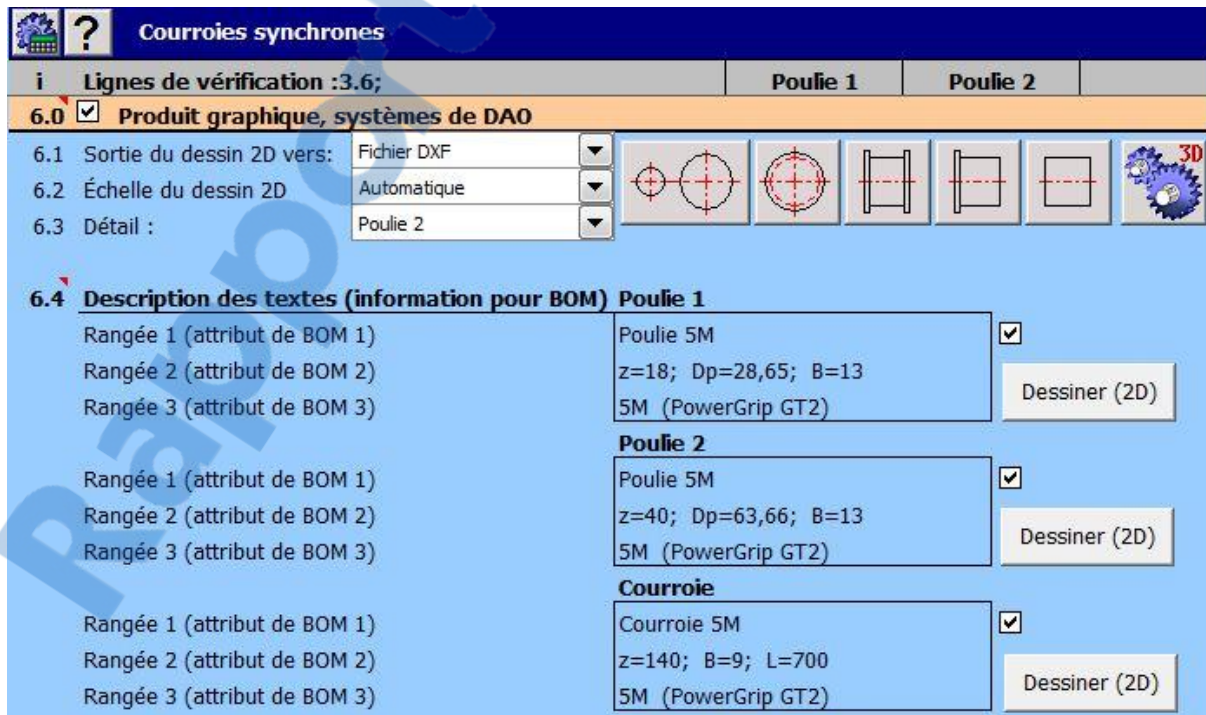 ? Courroies synchrones
i Lignes de vérification :3.6; Poulie 1 Poulie 2
6.0 Produit graphique, systèmes de DAO
6.1 Sortie du dessin 2D vers: Fichier DXF
3D
6.2 Échelle du dessin 2D Automatique
6.3 Détail : Poulie 2
6.4 Description des textes (information pour BOM) Poulie 1
Rangée 1 (attribut de BOM 1) Poulie 5M
Rangée 2 (attribut de BOM 2) z=18; Dp=28,65; B=13
Dessiner (2D)
Rangée 3 (attribut de BOM 3) 5M (PowerGrip GT2)
Poulie 2
Rangée 1 (attribut de BOM 1) Poulie 5M
Rangée 2 (attribut de BOM 2) z=40; Dp=63,66; B=13
Dessiner (2D)
Rangée 3 (attribut de BOM 3) 5M (PowerGrip GT2)
Courroie
Rangée 1 (attribut de BOM 1) Courroie 5M
Rangée 2 (attribut de BOM 2) z=140; B=9; L=700
Dessiner (2D)
Rangée 3 (attribut de BOM 3) 5M (PowerGrip GT2)
Rapport